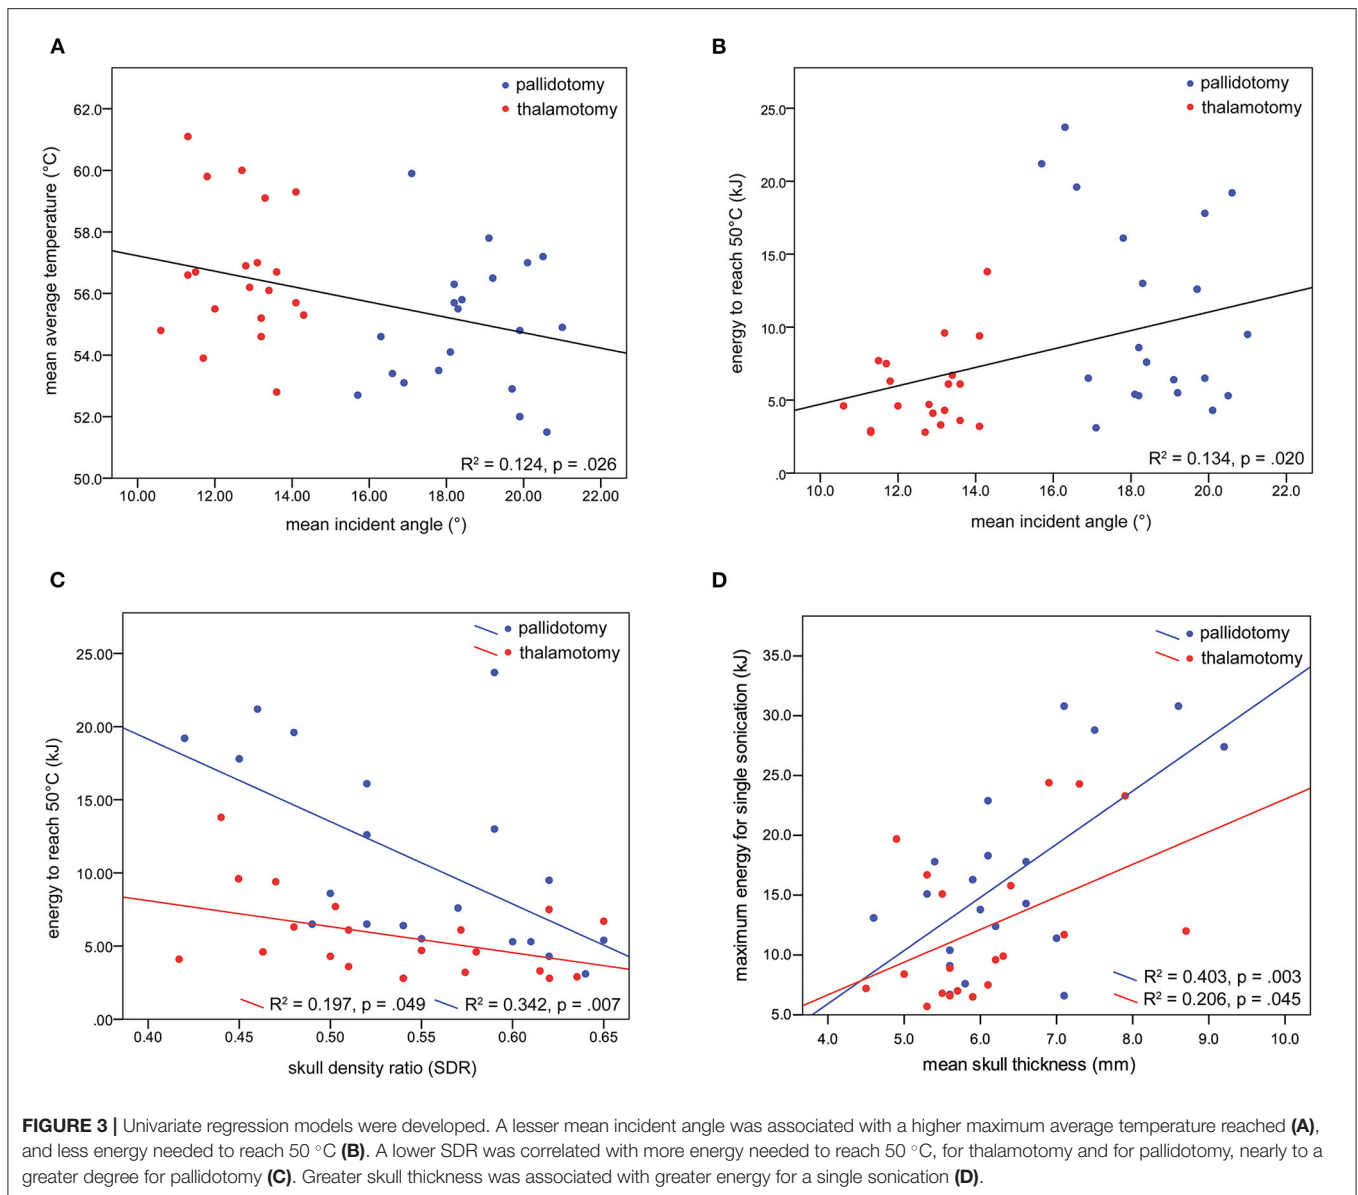 A
pallidotomy
thalamotomy
62.0
60.0
58.0
56.0
54.0
52.0
50.0
mean average temperature (°C)
R² = 0.124, p = .026
10.00 12.00 14.00 16.00 18.00 20.00 22.00
mean incident angle (°)
B
pallidotomy
thalamotomy
25.0
20.0
15.0
10.0
5.0
.0
energy to reach 50°C (kJ)
R² = 0.134, p = .020
10.0 12.0 14.0 16.0 18.0 20.0 22.0
mean incident angle (°)
C
pallidotomy
thalamotomy
25.00
20.00
15.00
10.00
5.00
.00
energy to reach 50°C (kJ)
R² = 0.197, p = .049 R² = 0.342, p = .007
0.40 0.45 0.50 0.55 0.60 0.65
skull density ratio (SDR)
D
pallidotomy
thalamotomy
35.0
30.0
25.0
20.0
15.0
10.0
5.0
maximum energy for single sonication (kJ)
R² = 0.403, p = .003
R² = 0.206, p = .045
4.0 5.0 6.0 7.0 8.0 9.0 10.0
mean skull thickness (mm)
FIGURE 3 | Univariate regression models were developed. A lesser mean incident angle was associated with a higher maximum average temperature reached (A),
and less energy needed to reach 50 °C (B). A lower SDR was correlated with more energy needed to reach 50 °C, for thalamotomy and for pallidotomy, nearly to a
greater degree for pallidotomy (C). Greater skull thickness was associated with greater energy for a single sonication (D).